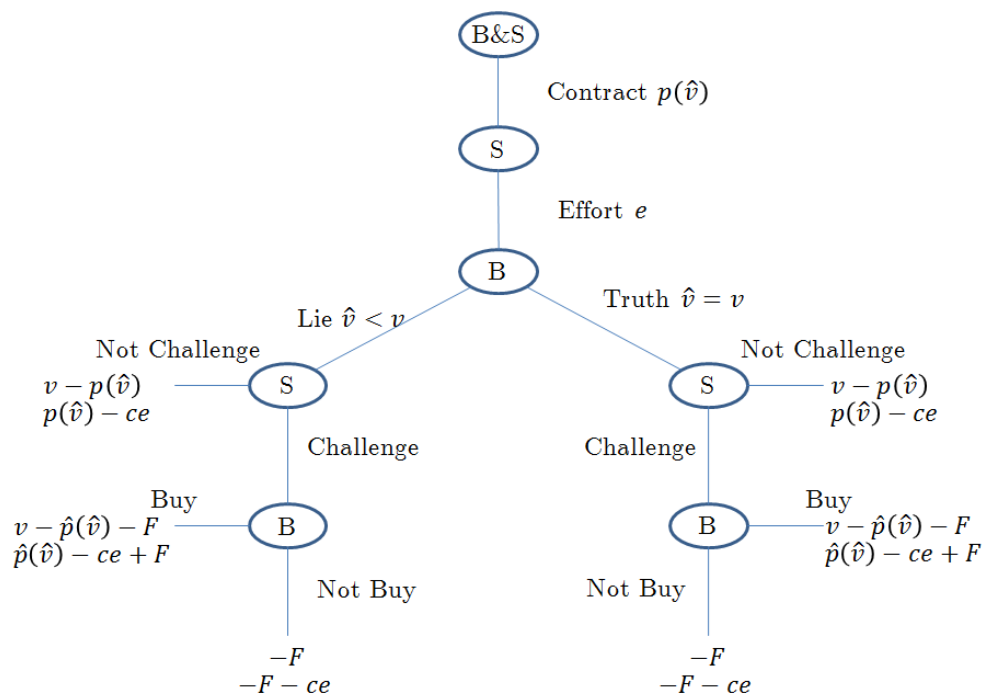 B&S
Contract p(v̂)
S
Effort e
B
Lie v̂ < v
Truth v̂ = v
Not Challenge
v − p(v̂)
p(v̂) − ce
S
S
Not Challenge
v − p(v̂)
p(v̂) − ce
Challenge
Challenge
Buy
v − p̂(v̂) − F
p̂(v̂) − ce + F
B
B
Buy
v − p̂(v̂) − F
p̂(v̂) − ce + F
Not Buy
Not Buy
−F
−F − ce
−F
−F − ce